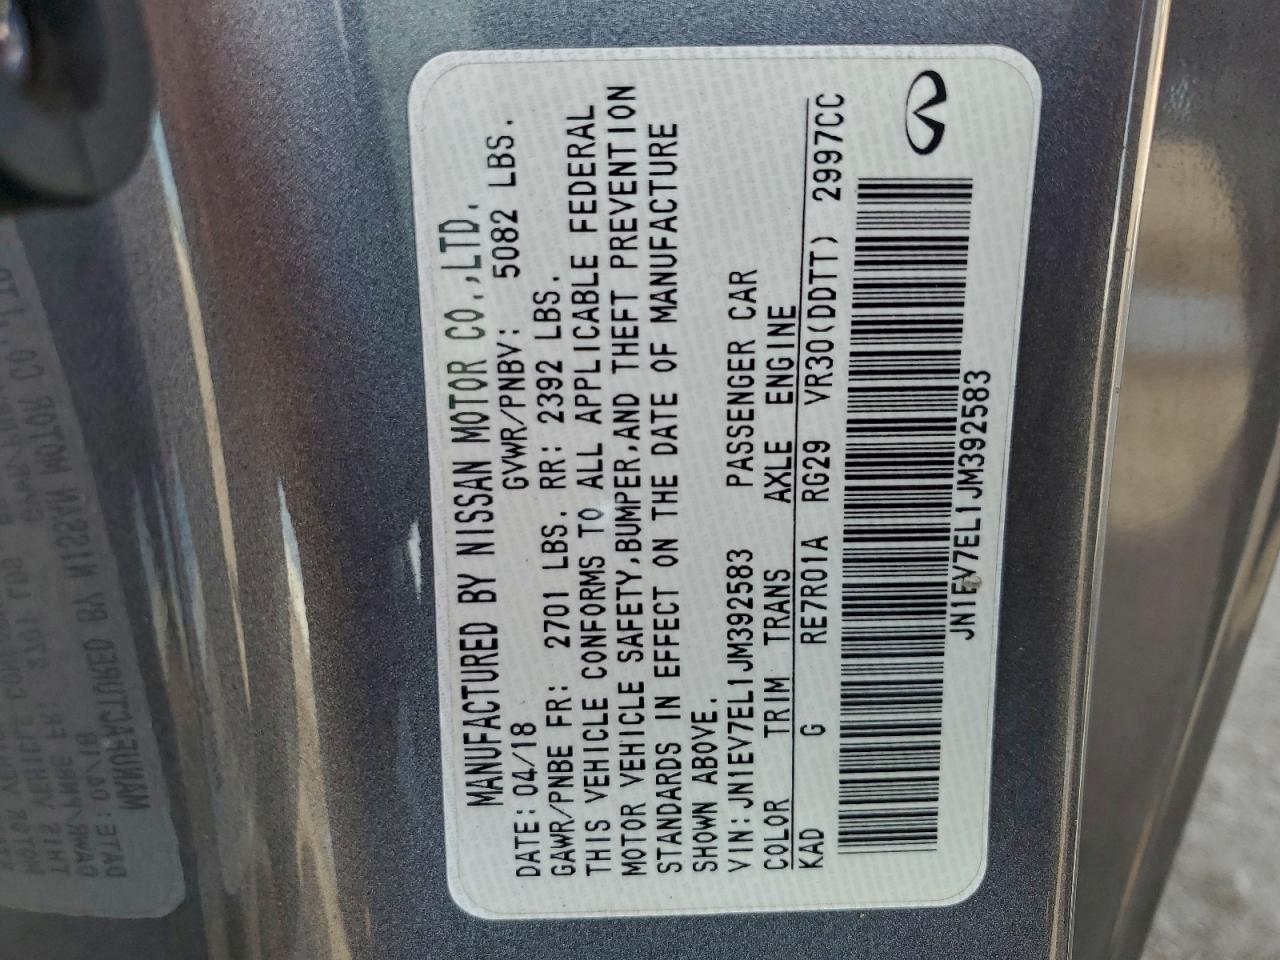 MANUFACTURED BY NISSAN MOTOR CO.,LTD.
DATE: 04/18 GVWR/PNBV: 5082 LBS.
GAWR/PNBE FR: 2701 LBS. RR: 2392 LBS.
THIS VEHICLE CONFORMS TO ALL APPLICABLE FEDERAL
MOTOR VEHICLE SAFETY,BUMPER,AND THEFT PREVENTION
STANDARDS IN EFFECT ON THE DATE OF MANUFACTURE
SHOWN ABOVE.
VIN:JN1EV7EL1JM392583 PASSENGER CAR
COLOR TRIM TRANS AXLE ENGINE
KAD G RE7R01A RG29 VR30(DDTT) 2997CC
JN1EV7EL1JM392583